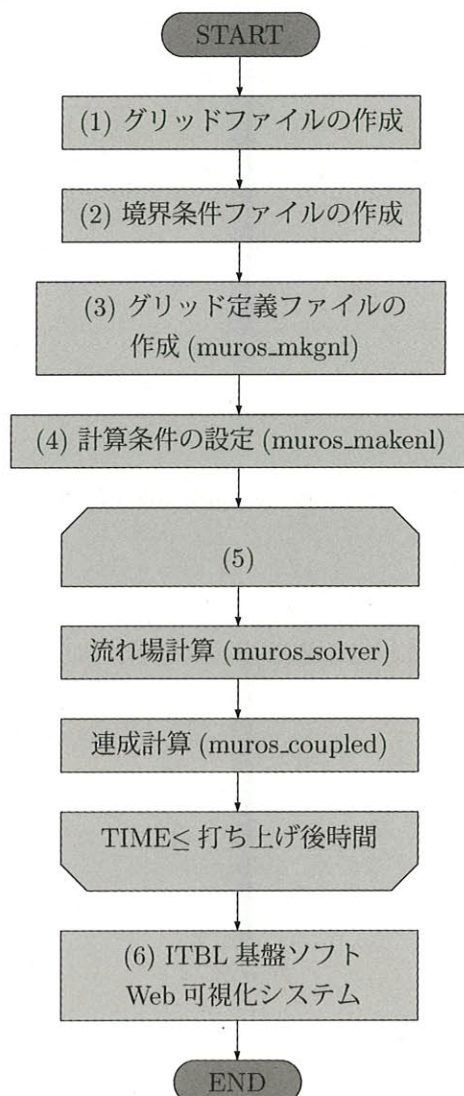 START
(1) グリッドファイルの作成
(2) 境界条件ファイルの作成
(3) グリッド定義ファイルの
作成 (muros_mkgnl)
(4) 計算条件の設定 (muros_makenl)
(5)
流れ場計算 (muros_solver)
連成計算 (muros_coupled)
TIME≤ 打ち上げ後時間
(6) ITBL 基盤ソフト
Web 可視化システム
END